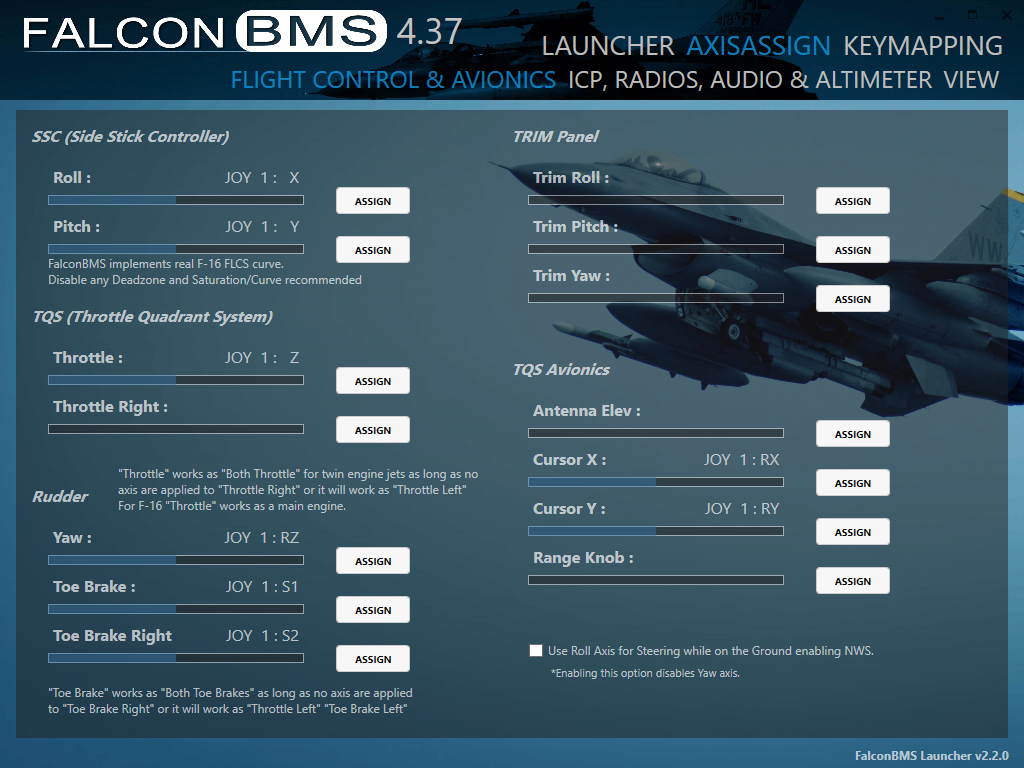 FALCON BMS 4.37
LAUNCHER AXISASSIGN KEYMAPPING
FLIGHT CONTROL & AVIONICS ICP, RADIOS, AUDIO & ALTIMETER VIEW
SSC (Side Stick Controller)
Roll : JOY 1 : X
ASSIGN
Pitch : JOY 1 : Y
ASSIGN
FalconBMS implements real F-16 FLCS curve.
Disable any Deadzone and Saturation/Curve recommended
TQS (Throttle Quadrant System)
Throttle : JOY 1 : Z
ASSIGN
Throttle Right :
ASSIGN
"Throttle" works as "Both Throttle" for twin engine jets as long as no
axis are applied to "Throttle Right" or it will work as "Throttle Left"
For F-16 "Throttle" works as a main engine.
Rudder
Yaw : JOY 1 : RZ
ASSIGN
Toe Brake : JOY 1 : S1
ASSIGN
Toe Brake Right JOY 1 : S2
ASSIGN
"Toe Brake" works as "Both Toe Brakes" as long as no axis are applied
to "Toe Brake Right" or it will work as "Throttle Left" "Toe Brake Left"
TRIM Panel
Trim Roll :
ASSIGN
Trim Pitch :
ASSIGN
Trim Yaw :
ASSIGN
WW
TQS Avionics
Antenna Elev :
ASSIGN
Cursor X : JOY 1 : RX
ASSIGN
Cursor Y : JOY 1 : RY
ASSIGN
Range Knob :
ASSIGN
Use Roll Axis for Steering while on the Ground enabling NWS.
*Enabling this option disables Yaw axis.
FalconBMS Launcher v2.2.0